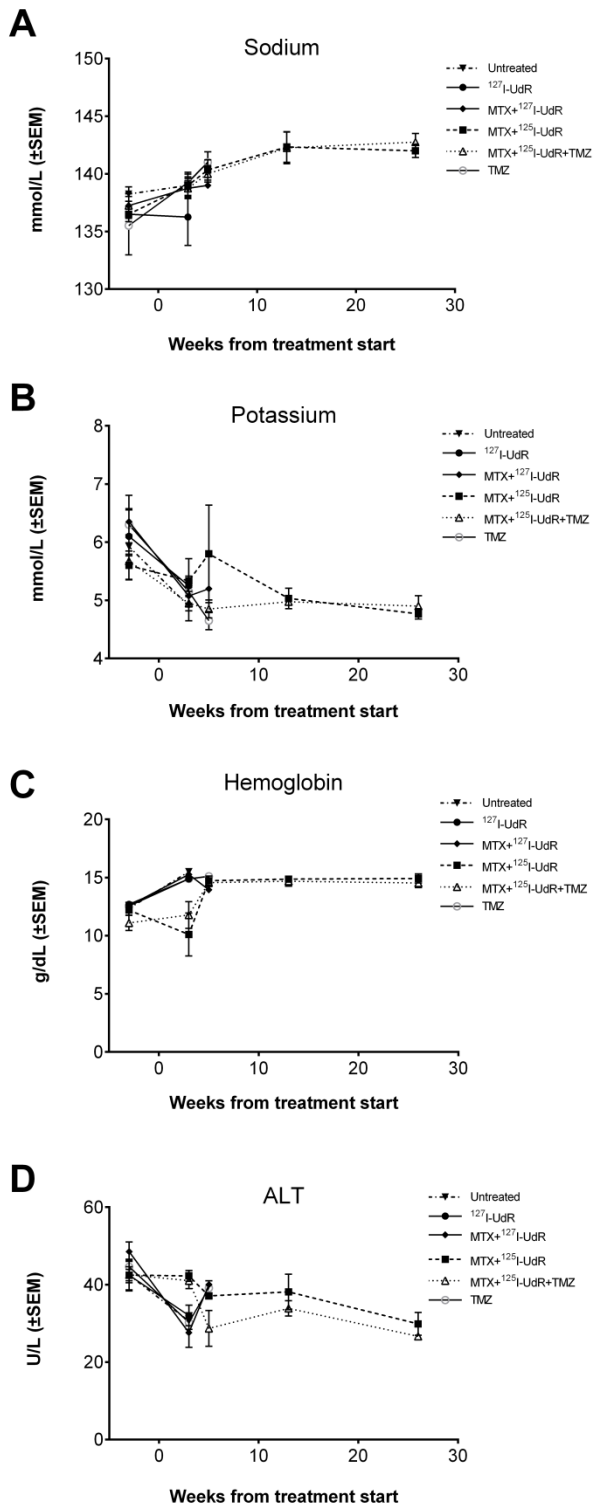 A
Sodium
150
145
140
135
130
mmol/L (±SEM)
0 10 20 30
Weeks from treatment start
Untreated
¹²⁷I-UdR
MTX+¹²⁷I-UdR
MTX+¹²⁵I-UdR
MTX+¹²⁵I-UdR+TMZ
TMZ
B
Potassium
8
7
6
5
4
mmol/L (±SEM)
0 10 20 30
Weeks from treatment start
Untreated
¹²⁷I-UdR
MTX+¹²⁷I-UdR
MTX+¹²⁵I-UdR
MTX+¹²⁵I-UdR+TMZ
TMZ
C
Hemoglobin
20
15
10
5
0
g/dL (±SEM)
0 10 20 30
Weeks from treatment start
Untreated
¹²⁷I-UdR
MTX+¹²⁷I-UdR
MTX+¹²⁵I-UdR
MTX+¹²⁵I-UdR+TMZ
TMZ
D
ALT
60
40
20
0
U/L (±SEM)
0 10 20 30
Weeks from treatment start
Untreated
¹²⁷I-UdR
MTX+¹²⁷I-UdR
MTX+¹²⁵I-UdR
MTX+¹²⁵I-UdR+TMZ
TMZ